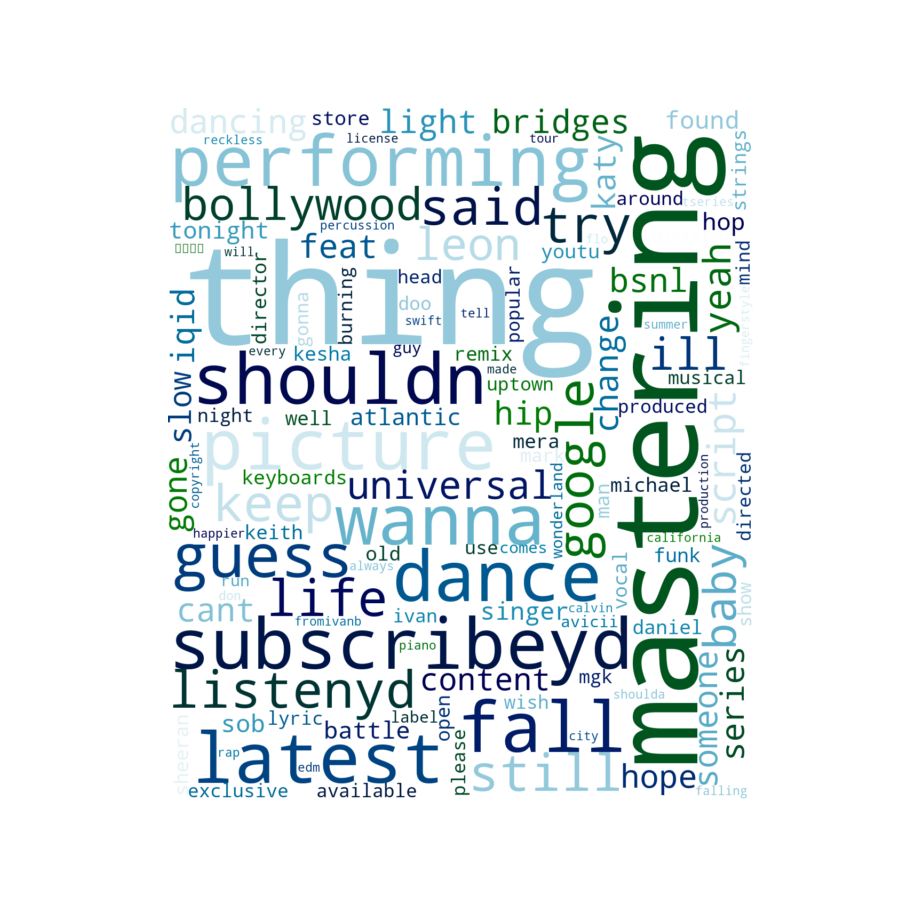 dancing store light bridges found
reckless license tour
performing katy strings
bollywood said try around tseries
tonight percussion hop
feat leon youtu flo
will director head bsnl yeah mind
thing
gonna burning doo popular
iqid swift tell change summer fingerstyle
every kesha guy remix ill
shouldn made uptown musical
slow night well atlantic hip google produced
picture mera script
mark
gone copyright keyboards universal wonderland man michael production directed
keep wanna
happier keith california
guess old use comes funk
always
run dance vocal baby
don life show
cant ivan singer calvin
fromivanb avicii daniel
subscribeyd mastering
piano
listenyd content mgk someone series
wish shoulda
sheeran sob lyric label open fall
battle city
rap latest
edm please still hope
exclusive available falling